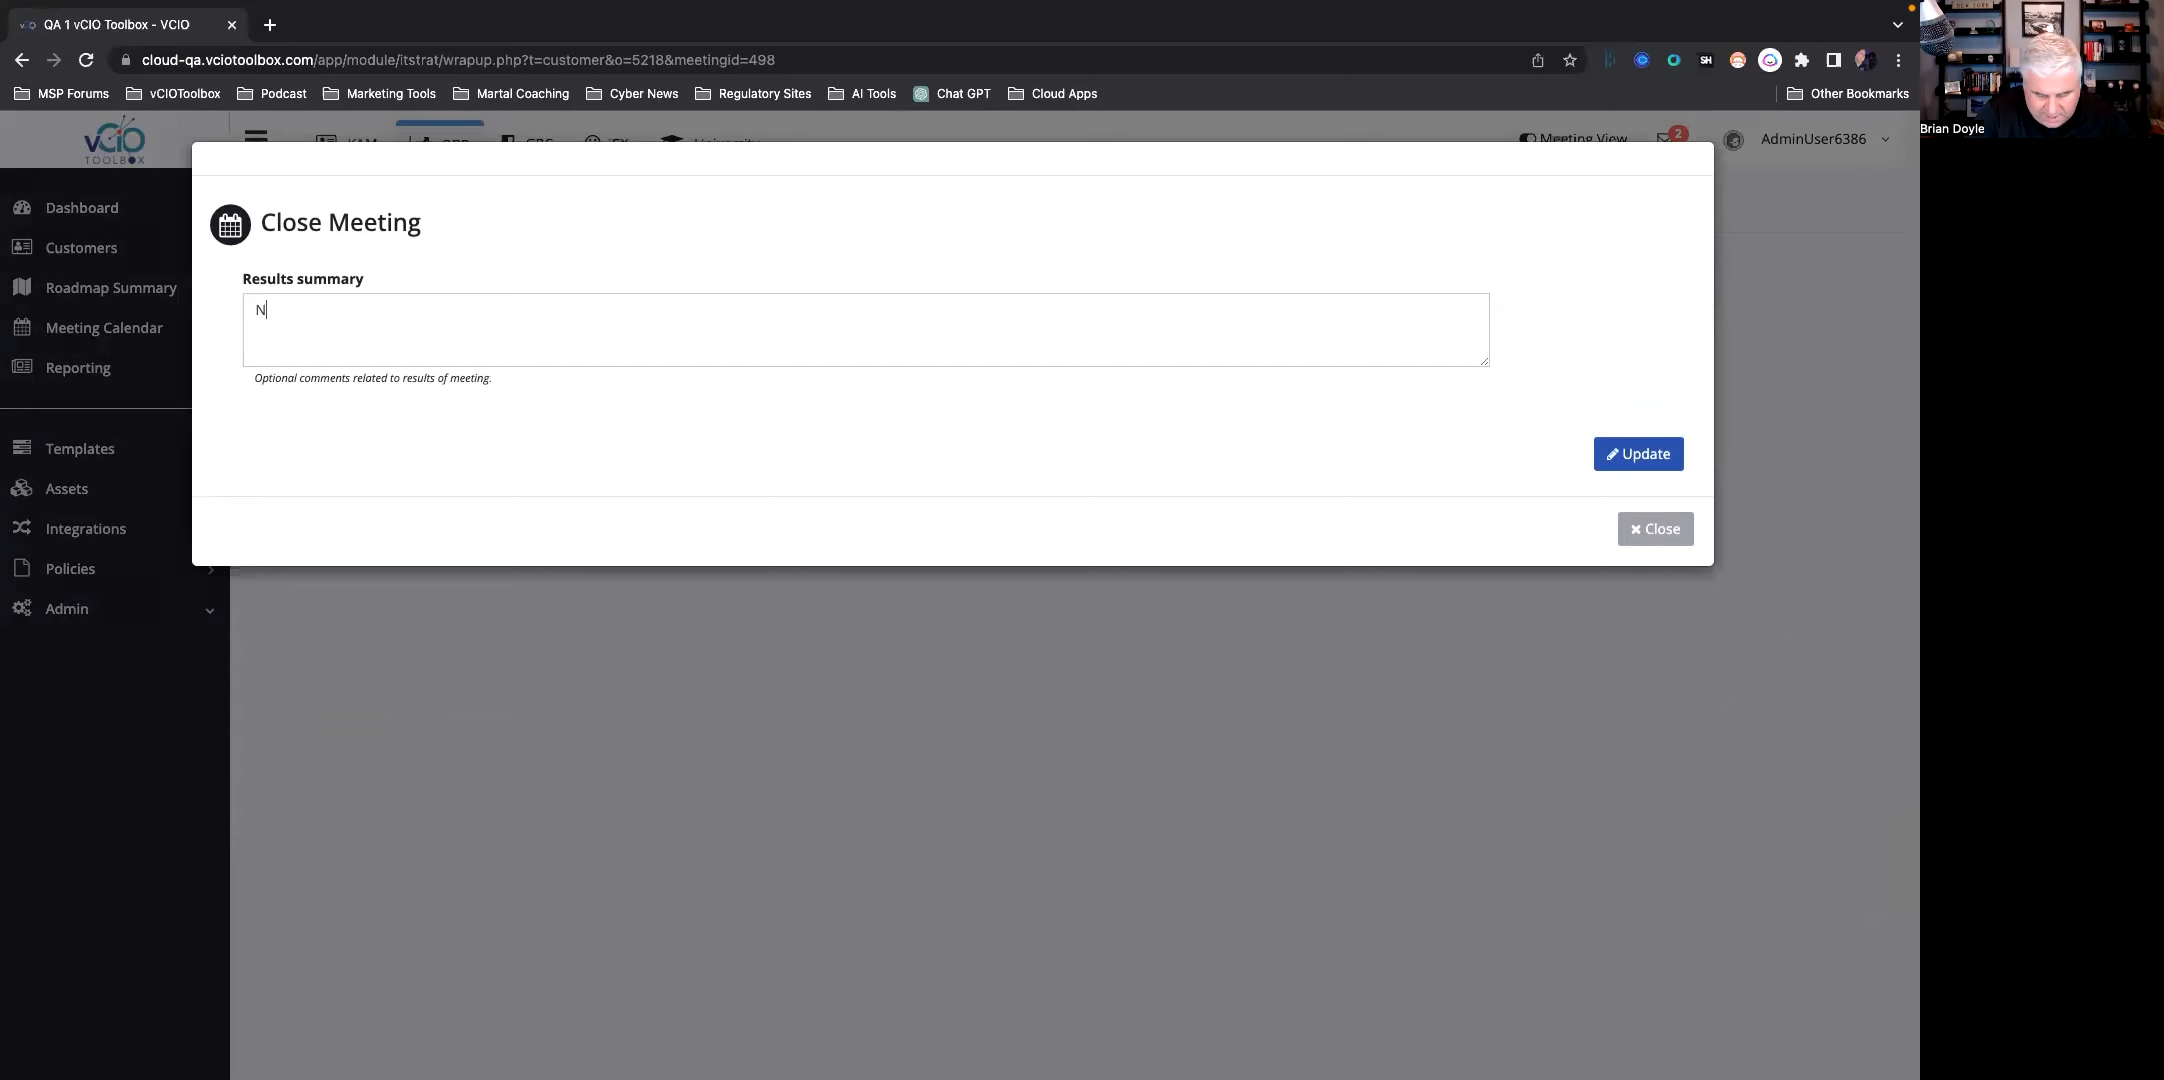 QA 1 vCIO Toolbox - VCIO
cloud-qa.vciotoolbox.com/app/module/itstrat/wrapup.php?t=customer&o=5218&meetingid=498
SH
MSP Forums
vCIOToolbox
Podcast
Marketing Tools
Martal Coaching
Cyber News
Regulatory Sites
AI Tools
Chat GPT
Cloud Apps
Other Bookmarks
NEW YORK
Brian Doyle
vCIO
TOOLBOX
Meeting View
2
AdminUser6386
Dashboard
Customers
Roadmap Summary
Meeting Calendar
Reporting
Templates
Assets
Integrations
Policies
Admin
Close Meeting
Results summary
N
Optional comments related to results of meeting.
Update
Close